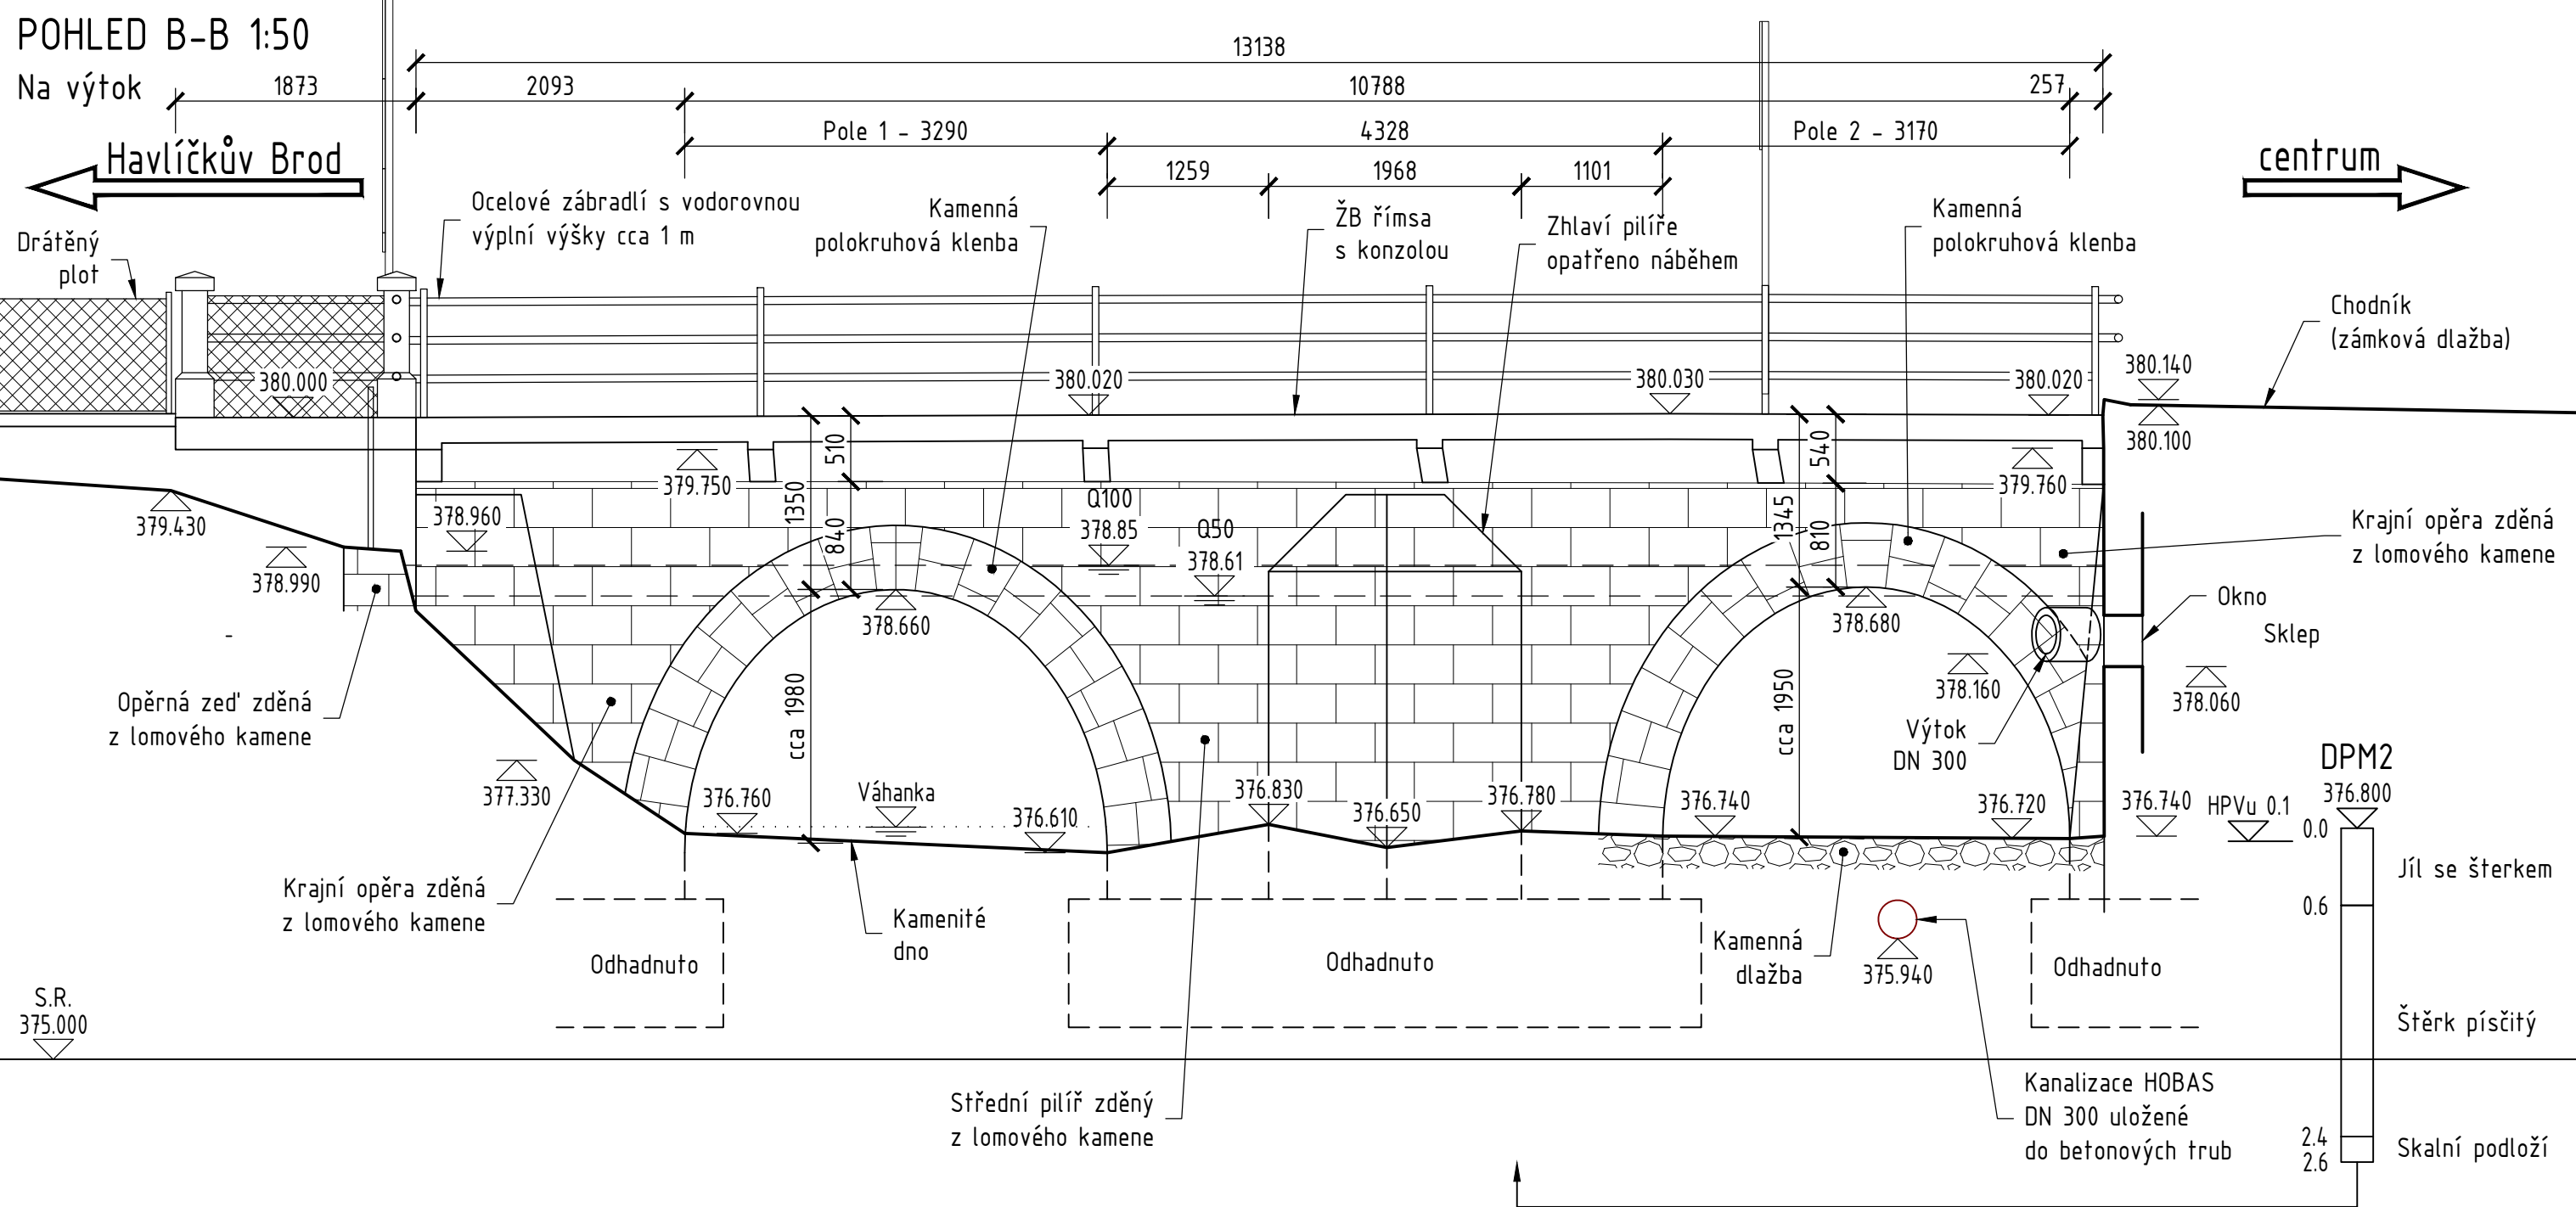 POHLED B-B 1:50
Na výtok
13138
1873
2093
10788
257
Pole 1 - 3290
4328
Pole 2 - 3170
1259
1968
1101
Havlíčkův Brod
centrum
Drátěný
plot
Ocelové zábradlí s vodorovnou
výplní výšky cca 1 m
Kamenná
polokruhová klenba
ŽB římsa
s konzolou
Zhlaví pilíře
opatřeno náběhem
Kamenná
polokruhová klenba
Chodník
(zámková dlažba)
380.000
380.020
380.030
380.020
380.140
380.100
510
1350
840
cca 1980
540
1345
810
cca 1950
379.750
379.760
379.430
378.960
378.990
Q100
378.85
Q50
378.61
Krajní opěra zděná
z lomového kamene
378.660
378.680
Okno
Sklep
378.160
378.060
-
Opěrná zeď zděná
z lomového kamene
Výtok
DN 300
377.330
376.760
Váhanka
376.610
376.830
376.650
376.780
376.740
376.720
376.740
HPVu 0.1
DPM2
376.800
0.0
0.6
2.4
2.6
Jíl se šterkem
Štěrk písčitý
Skalní podloží
Krajní opěra zděná
z lomového kamene
Kamenité
dno
Kamenná
dlažba
375.940
Odhadnuto
Odhadnuto
Odhadnuto
S.R.
375.000
Střední pilíř zděný
z lomového kamene
Kanalizace HOBAS
DN 300 uložené
do betonových trub